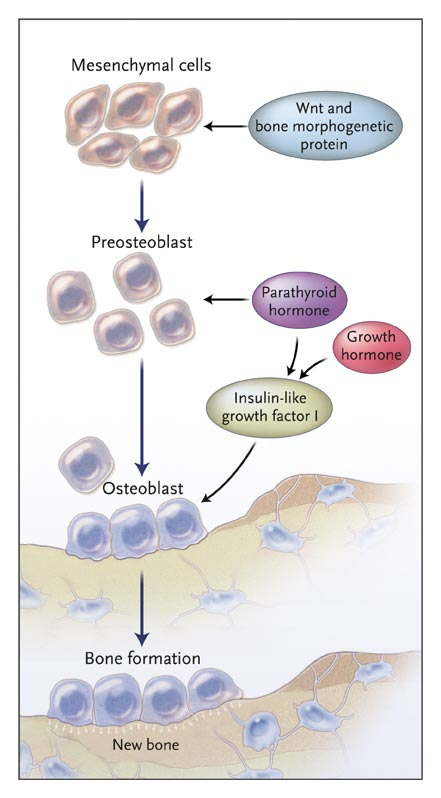 Mesenchymal cells
Wnt and
bone morphogenetic
protein
Preosteoblast
Parathyroid
hormone
Growth
hormone
Insulin-like
growth factor I
Osteoblast
Bone formation
New bone